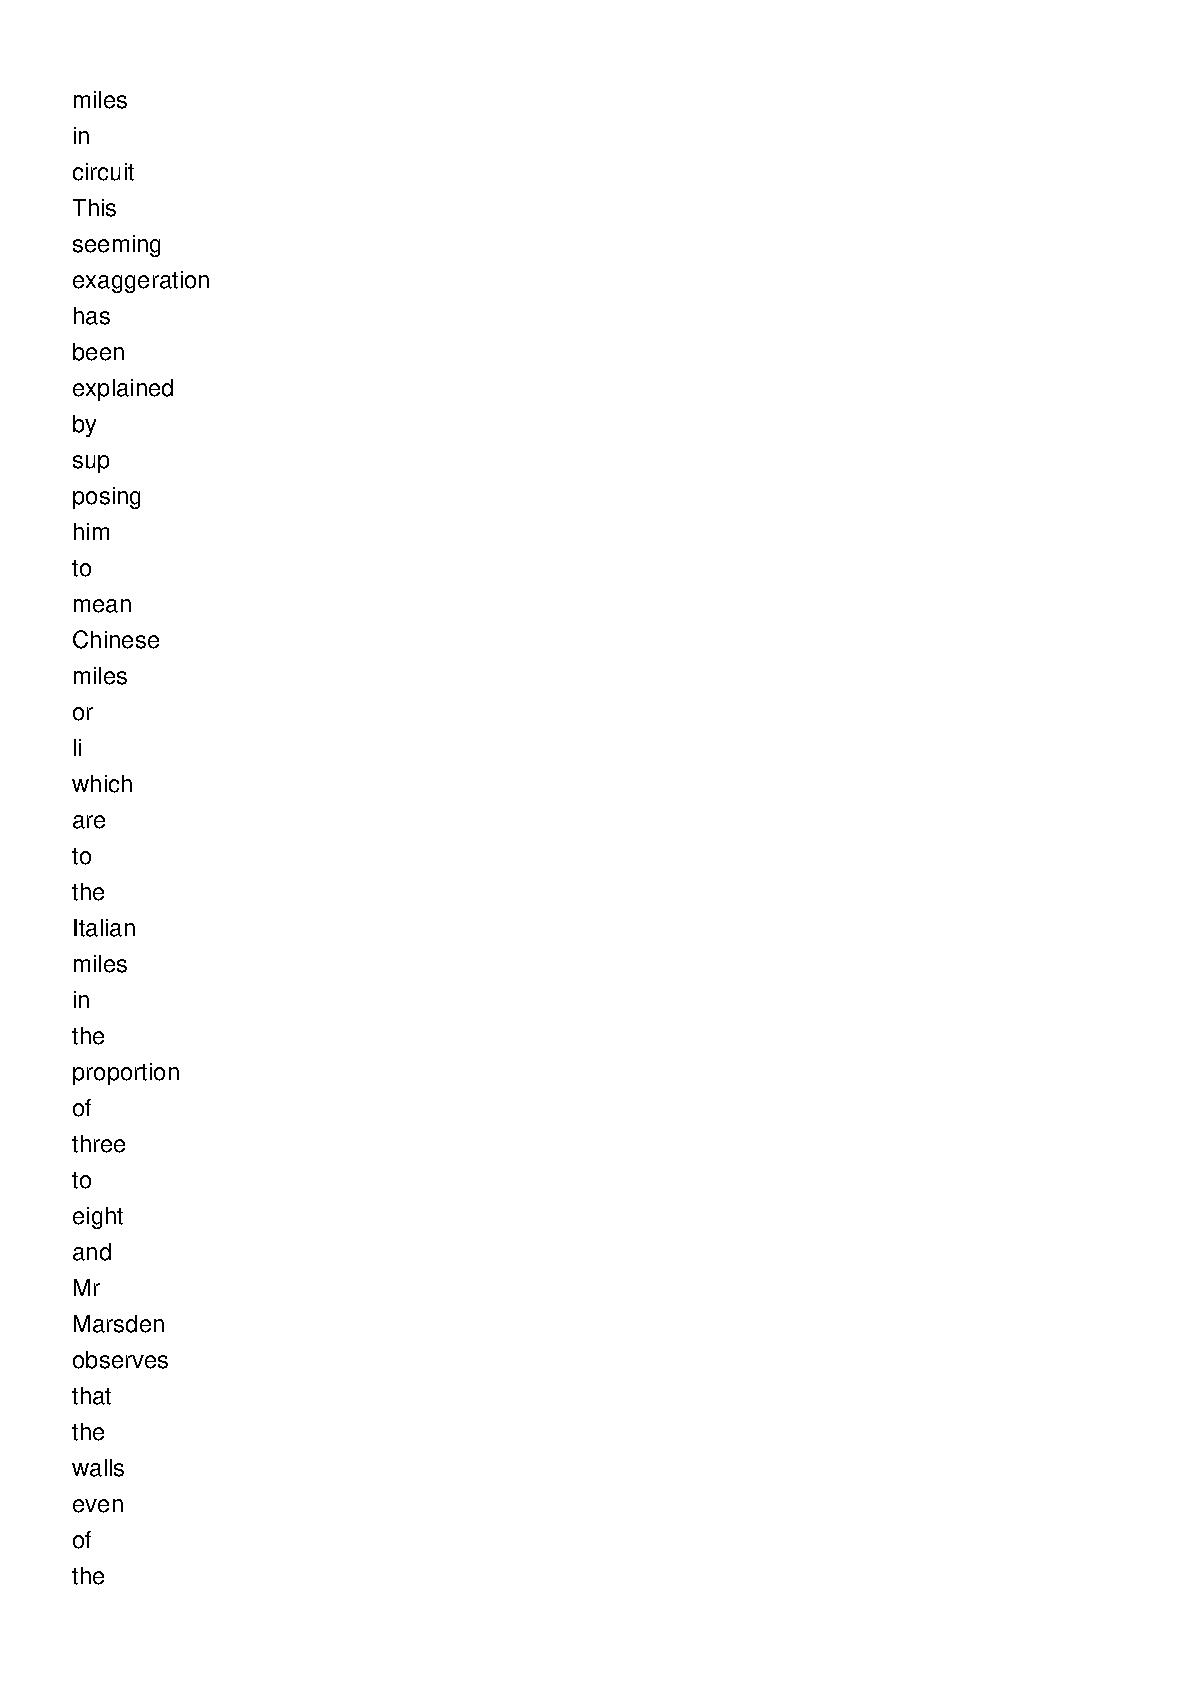 miles
in
circuit
This
seeming
exaggeration
has
been
explained
by
sup
posing
him
to
mean
Chinese
miles
or
li
which
are
to
the
Italian
miles
in
the
proportion
of
three
to
eight
and
Mr
Marsden
observes
that
the
walls
even
of
the